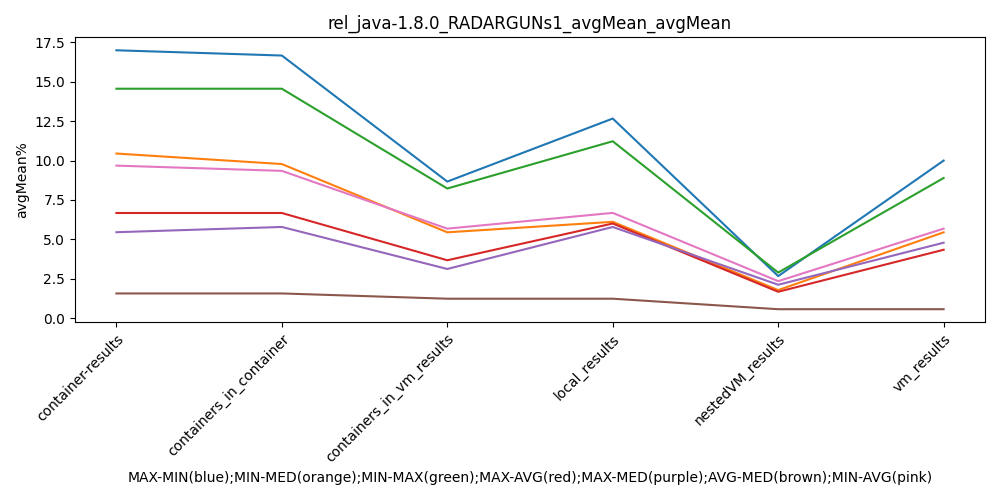 rel_java-1.8.0_RADARGUNs1_avgMean_avgMean
avgMean%
17.5
15.0
12.5
10.0
7.5
5.0
2.5
0.0
container-results
containers_in_container
containers_in_vm_results
local_results
nestedVM_results
vm_results
MAX-MIN(blue);MIN-MED(orange);MIN-MAX(green);MAX-AVG(red);MAX-MED(purple);AVG-MED(brown);MIN-AVG(pink)